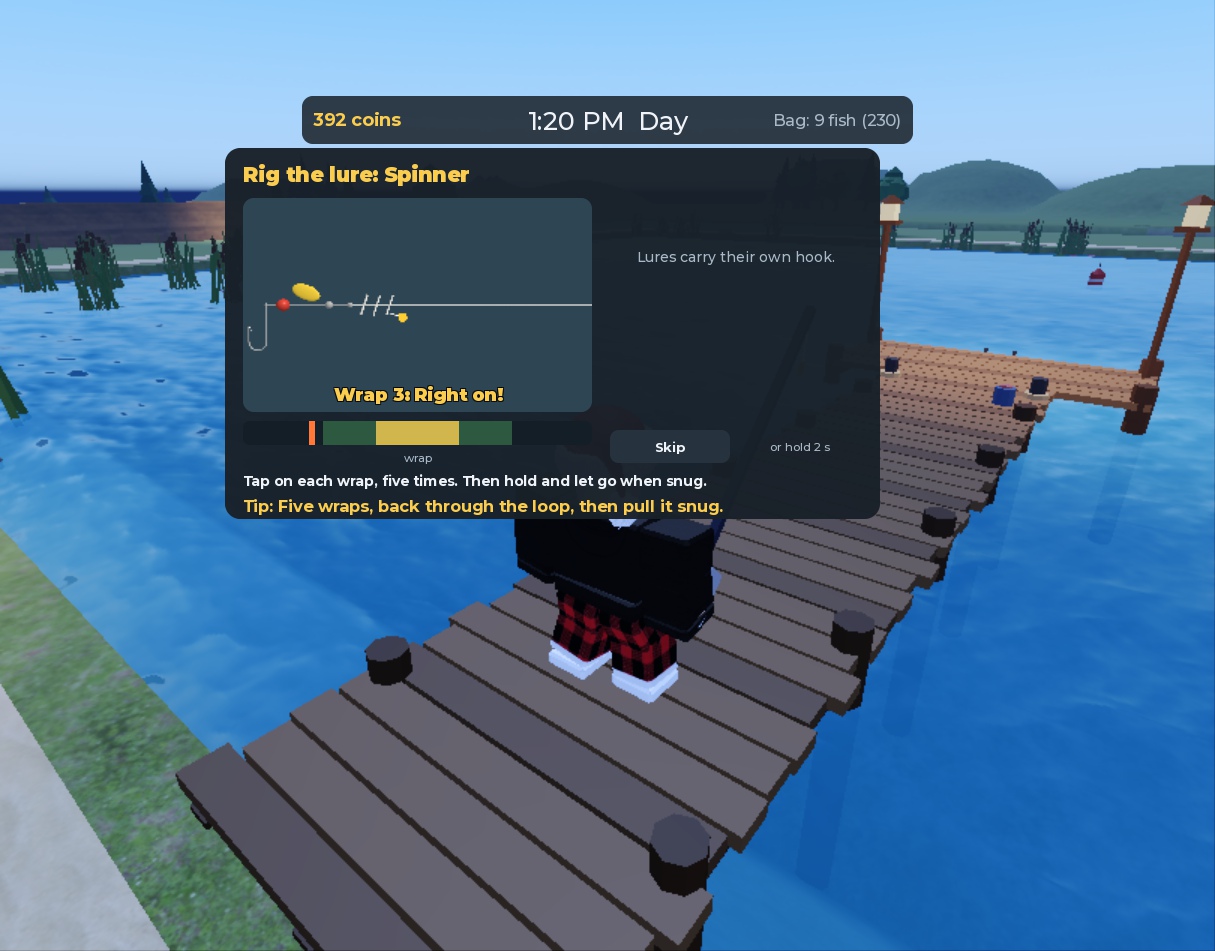 392 coins
1:20 PM Day
Bag: 9 fish (230)
Rig the lure: Spinner
Lures carry their own hook.
Wrap 3: Right on!
wrap
Skip
or hold 2 s
Tap on each wrap, five times. Then hold and let go when snug.
Tip: Five wraps, back through the loop, then pull it snug.